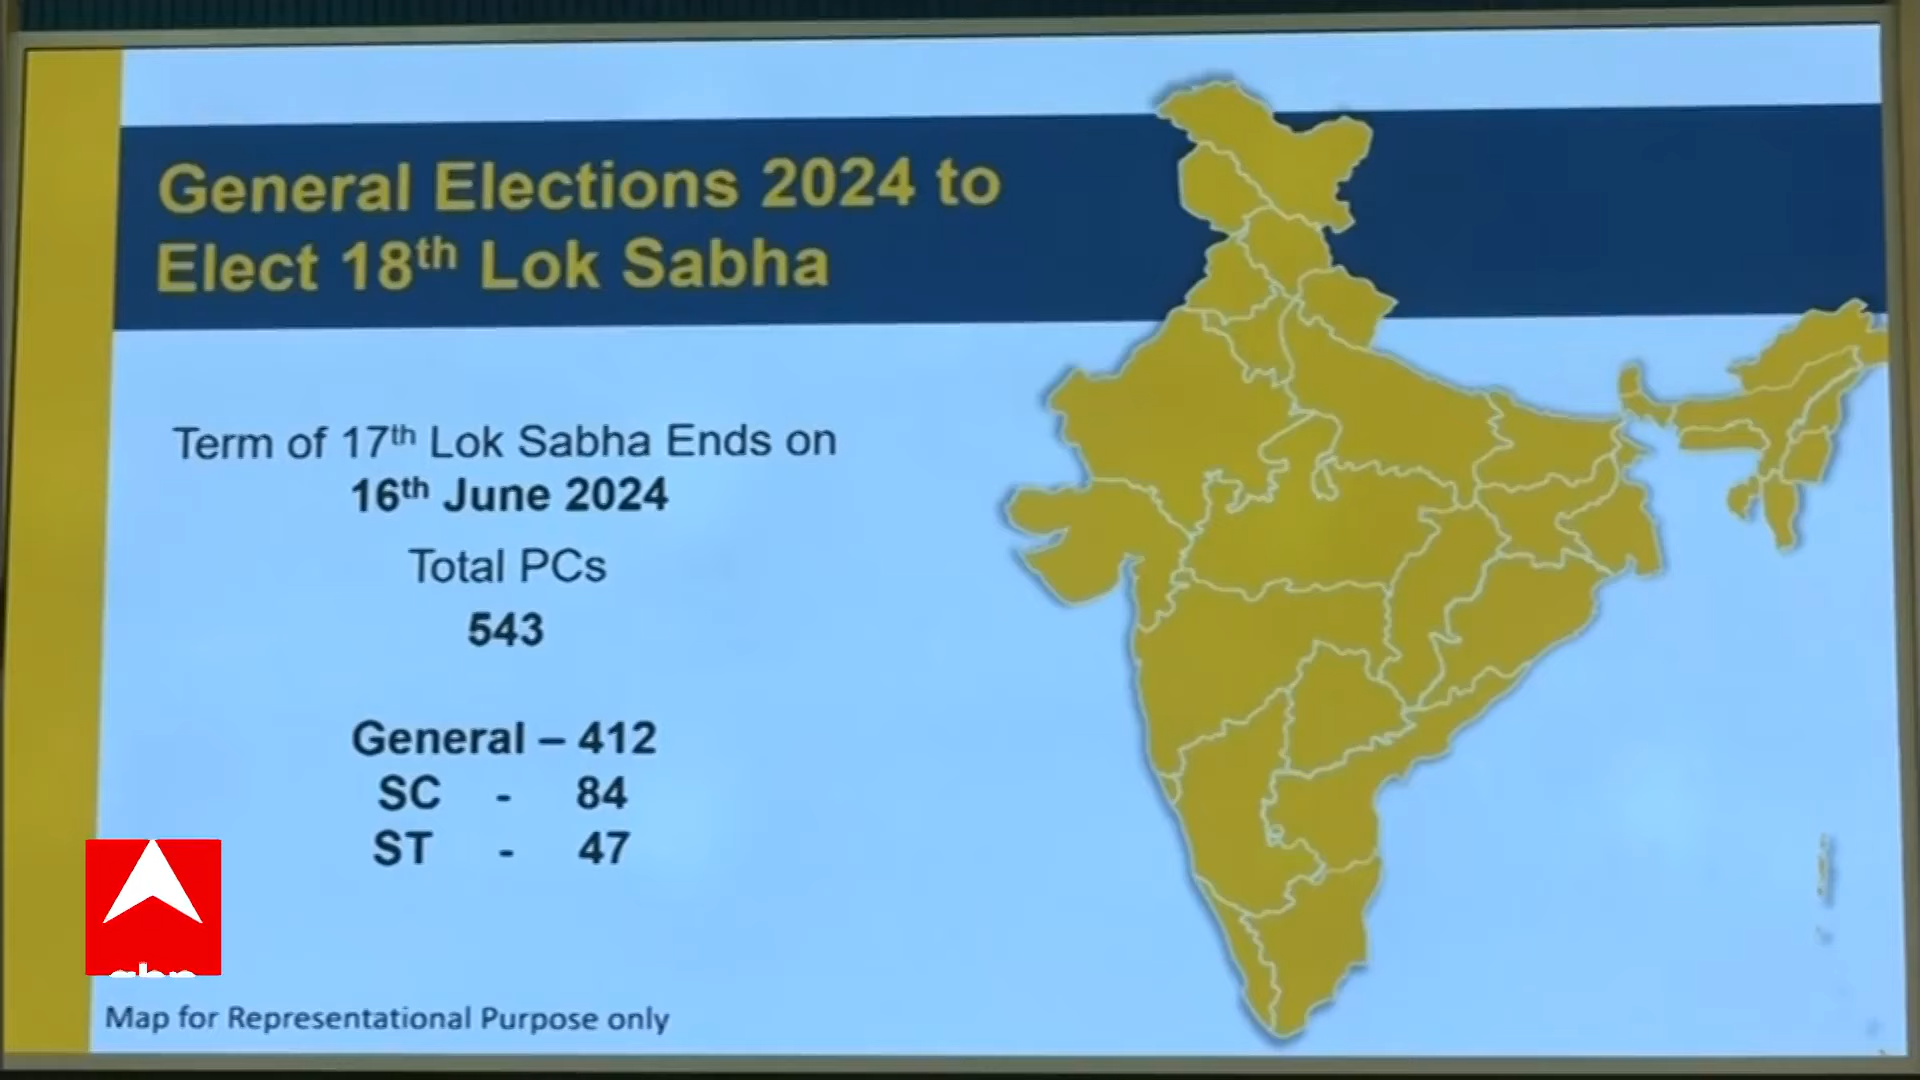 General Elections 2024 to
Elect 18th Lok Sabha
Term of 17th Lok Sabha Ends on
16th June 2024
Total PCs
543
General – 412
SC - 84
ST - 47
abp
Map for Representational Purpose only